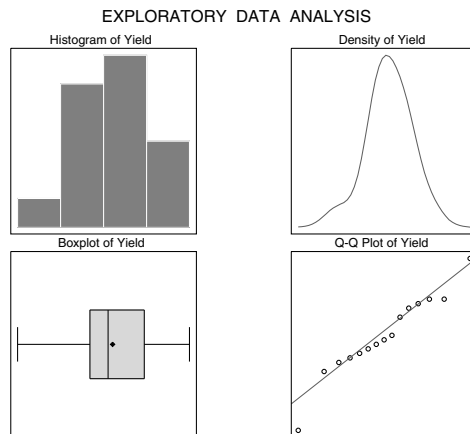 EXPLORATORY DATA ANALYSIS
Histogram of Yield
Density of Yield
Boxplot of Yield
Q-Q Plot of Yield